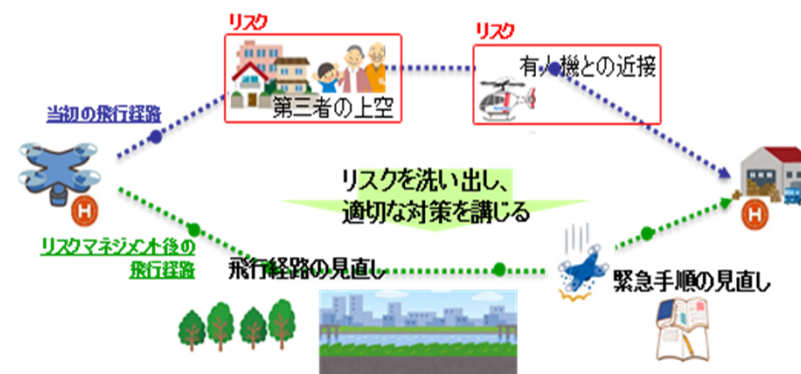 リスク
リスク
有人機との近接
第三者の上空
当初の飛行経路
H
リスクを洗い出し、
適切な対策を講じる
H
リスクマネジメント後の
飛行経路
飛行経路の見直し
緊急手順の見直し